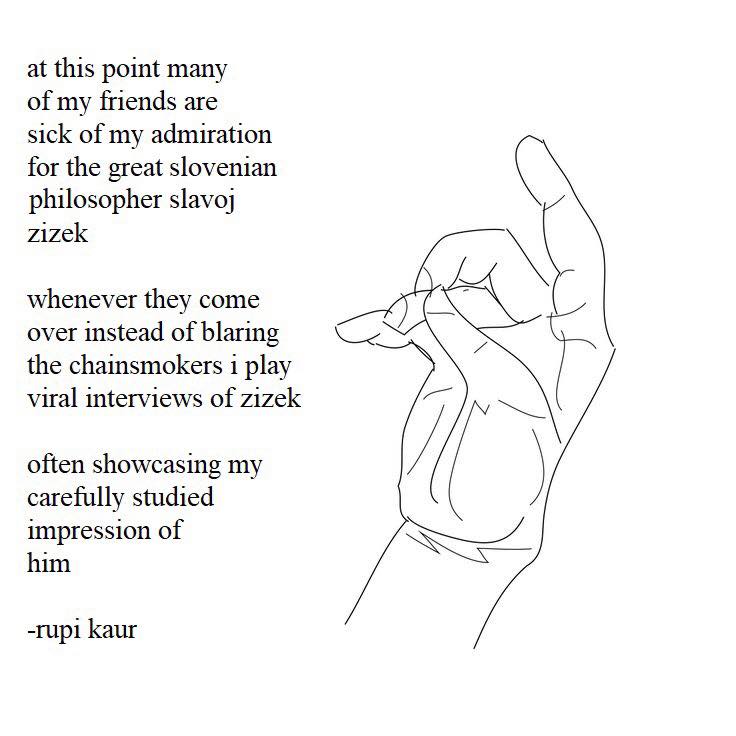 at this point many
of my friends are
sick of my admiration
for the great slovenian
philosopher slavoj
zizek
whenever they come
over instead of blaring
the chainsmokers i play
viral interviews of zizek
often showcasing my
carefully studied
impression of
him
-rupi kaur